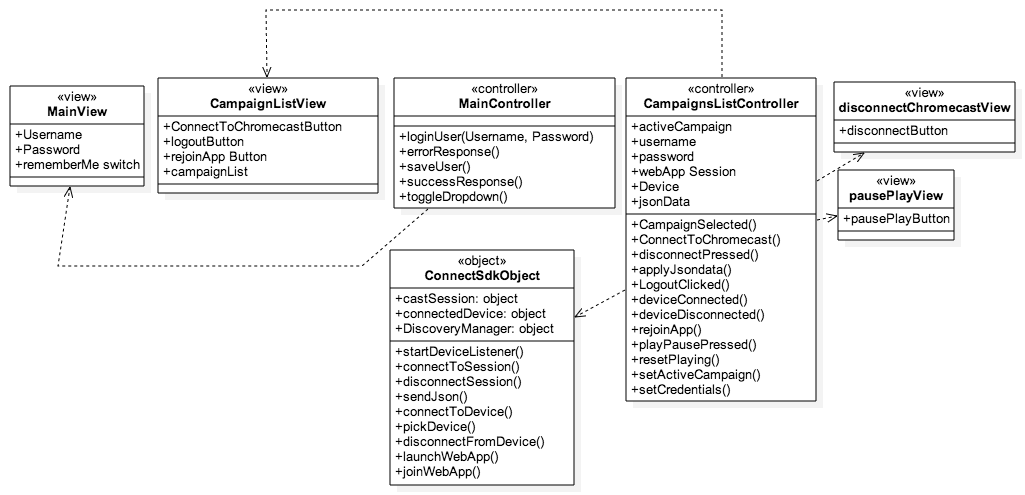 «view»
MainView
+Username
+Password
+rememberMe switch
«view»
CampaignListView
+ConnectToChromecastButton
+logoutButton
+rejoinApp Button
+campaignList
«controller»
MainController
+loginUser(Username, Password)
+errorResponse()
+saveUser()
+successResponse()
+toggleDropdown()
«controller»
CampaignsListController
+activeCampaign
+username
+password
+webApp Session
+Device
+jsonData
+CampaignSelected()
+ConnectToChromecast()
+disconnectPressed()
+applyJsondata()
+LogoutClicked()
+deviceConnected()
+deviceDisconnected()
+rejoinApp()
+playPausePressed()
+resetPlaying()
+setActiveCampaign()
+setCredentials()
«view»
disconnectChromecastView
+disconnectButton
«view»
pausePlayView
+pausePlayButton
«object»
ConnectSdkObject
+castSession: object
+connectedDevice: object
+DiscoveryManager: object
+startDeviceListener()
+connectToSession()
+disconnectSession()
+sendJson()
+connectToDevice()
+pickDevice()
+disconnectFromDevice()
+launchWebApp()
+joinWebApp()